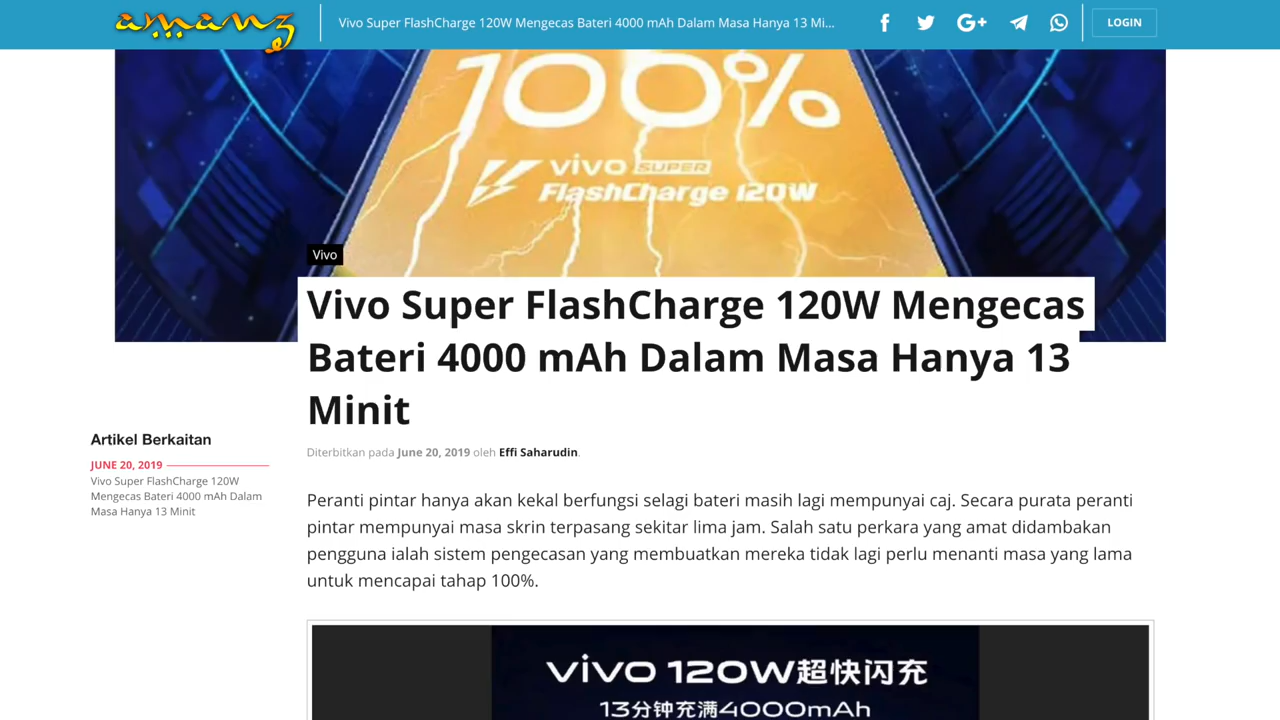 amanz
Vivo Super FlashCharge 120W Mengecas Bateri 4000 mAh Dalam Masa Hanya 13 Mi...
LOGIN
100%
vivo SUPER
FlashCharge 120W
Vivo
Vivo Super FlashCharge 120W Mengecas
Bateri 4000 mAh Dalam Masa Hanya 13
Minit
Diterbitkan pada June 20, 2019 oleh Effi Saharudin.
Artikel Berkaitan
JUNE 20, 2019
Vivo Super FlashCharge 120W
Mengecas Bateri 4000 mAh Dalam
Masa Hanya 13 Minit
Peranti pintar hanya akan kekal berfungsi selagi bateri masih lagi mempunyai caj. Secara purata peranti
pintar mempunyai masa skrin terpasang sekitar lima jam. Salah satu perkara yang amat didambakan
pengguna ialah sistem pengecasan yang membuatkan mereka tidak lagi perlu menanti masa yang lama
untuk mencapai tahap 100%.
vivo 120W超快闪充
13分钟充满4000mAh